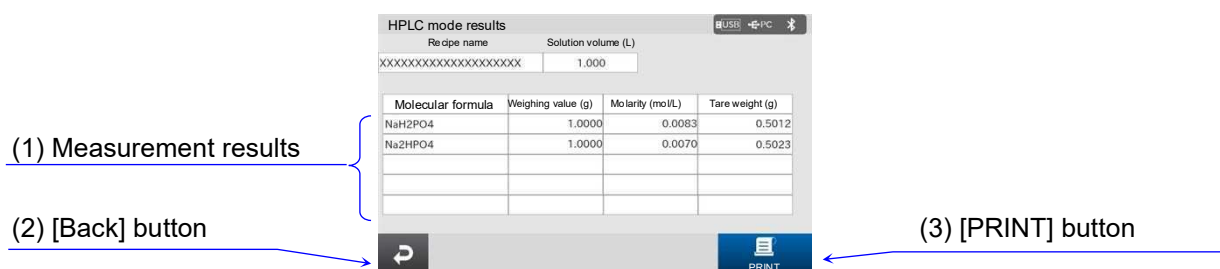 HPLC mode results
USB PC
Recipe name Solution volume (L)
XXXXXXXXXXXXXXXXXXXX 1.000
Molecular formula Weighing value (g) Molarity (mol/L) Tare weight (g)
NaH2PO4 1.0000 0.0083 0.5012
Na2HPO4 1.0000 0.0070 0.5023
(1) Measurement results
(2) [Back] button
(3) [PRINT] button
PRINT